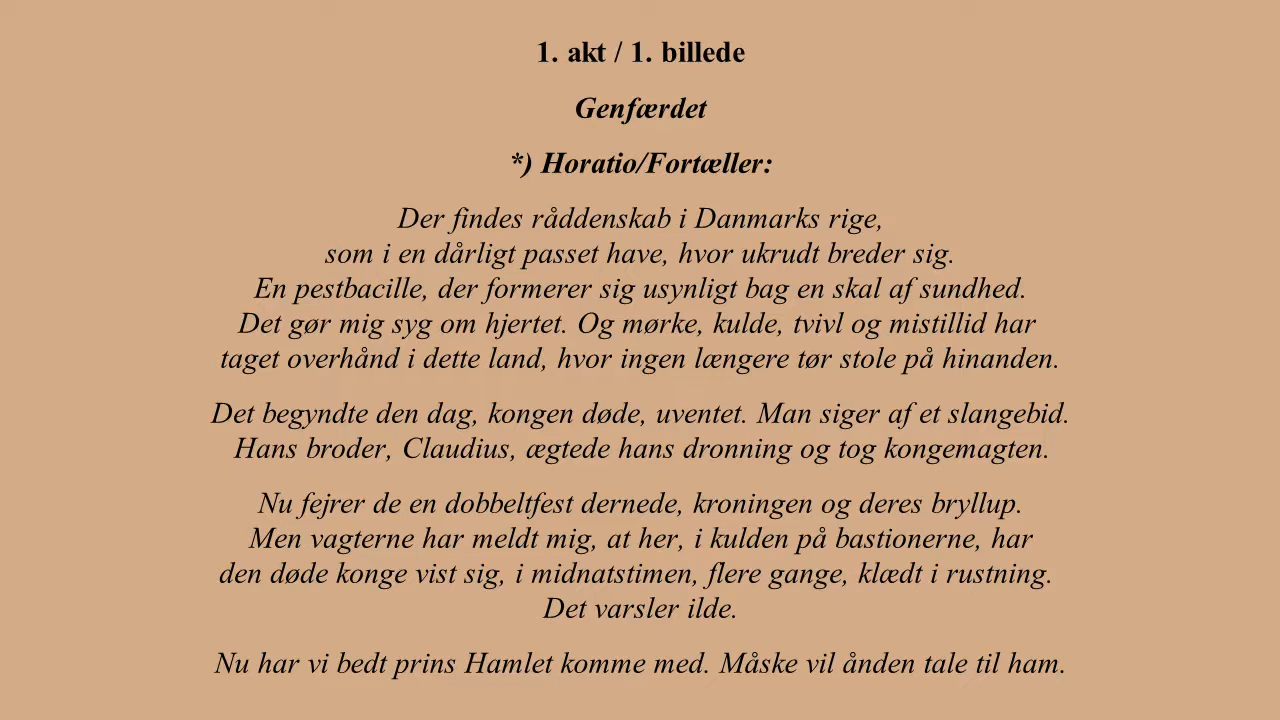 1. akt / 1. billede
Genfærdet
*) Horatio/Fortæller:
Der findes råddenskab i Danmarks rige,
som i en dårligt passet have, hvor ukrudt breder sig.
En pestbacille, der formerer sig usynligt bag en skal af sundhed.
Det gør mig syg om hjertet. Og mørke, kulde, tvivl og mistillid har
taget overhånd i dette land, hvor ingen længere tør stole på hinanden.
Det begyndte den dag, kongen døde, uventet. Man siger af et slangebid.
Hans broder, Claudius, ægtede hans dronning og tog kongemagten.
Nu fejrer de en dobbeltfest dernede, kroningen og deres bryllup.
Men vagterne har meldt mig, at her, i kulden på bastionerne, har
den døde konge vist sig, i midnatstimen, flere gange, klædt i rustning.
Det varsler ilde.
Nu har vi bedt prins Hamlet komme med. Måske vil ånden tale til ham.